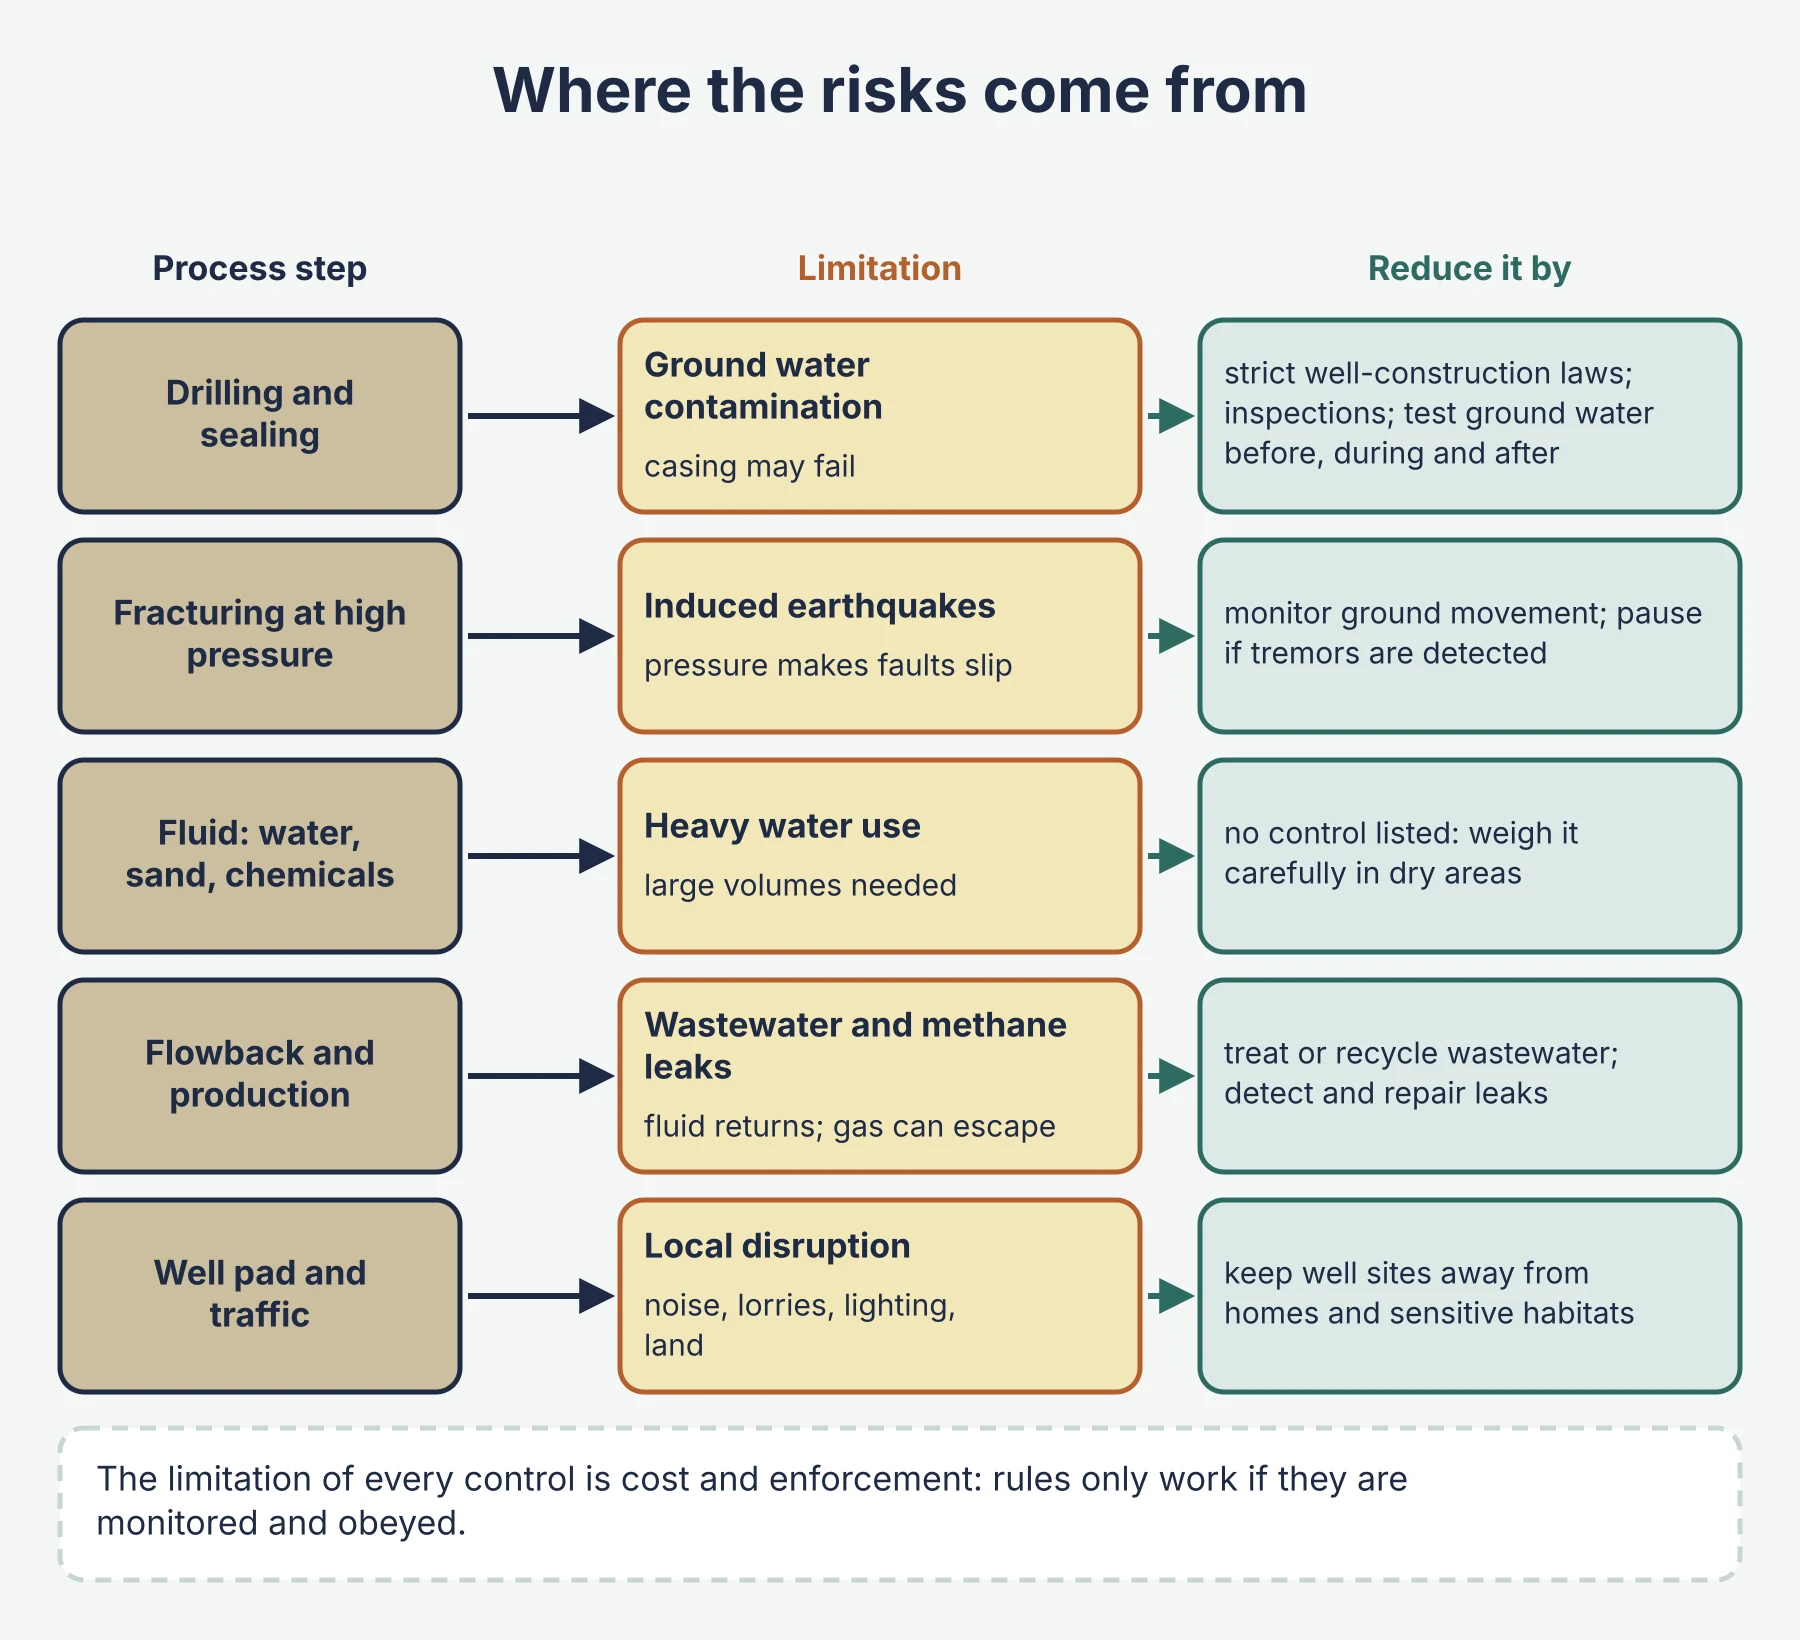 Where the risks come from
Process step
Limitation
Reduce it by
Drilling and
sealing
Ground water
contamination
casing may fail
strict well-construction laws;
inspections; test ground water
before, during and after
Fracturing at high
pressure
Induced earthquakes
pressure makes faults slip
monitor ground movement; pause
if tremors are detected
Fluid: water,
sand, chemicals
Heavy water use
large volumes needed
no control listed: weigh it
carefully in dry areas
Flowback and
production
Wastewater and methane
leaks
fluid returns; gas can escape
treat or recycle wastewater;
detect and repair leaks
Well pad and
traffic
Local disruption
noise, lorries, lighting,
land
keep well sites away from
homes and sensitive habitats
The limitation of every control is cost and enforcement: rules only work if they are
monitored and obeyed.